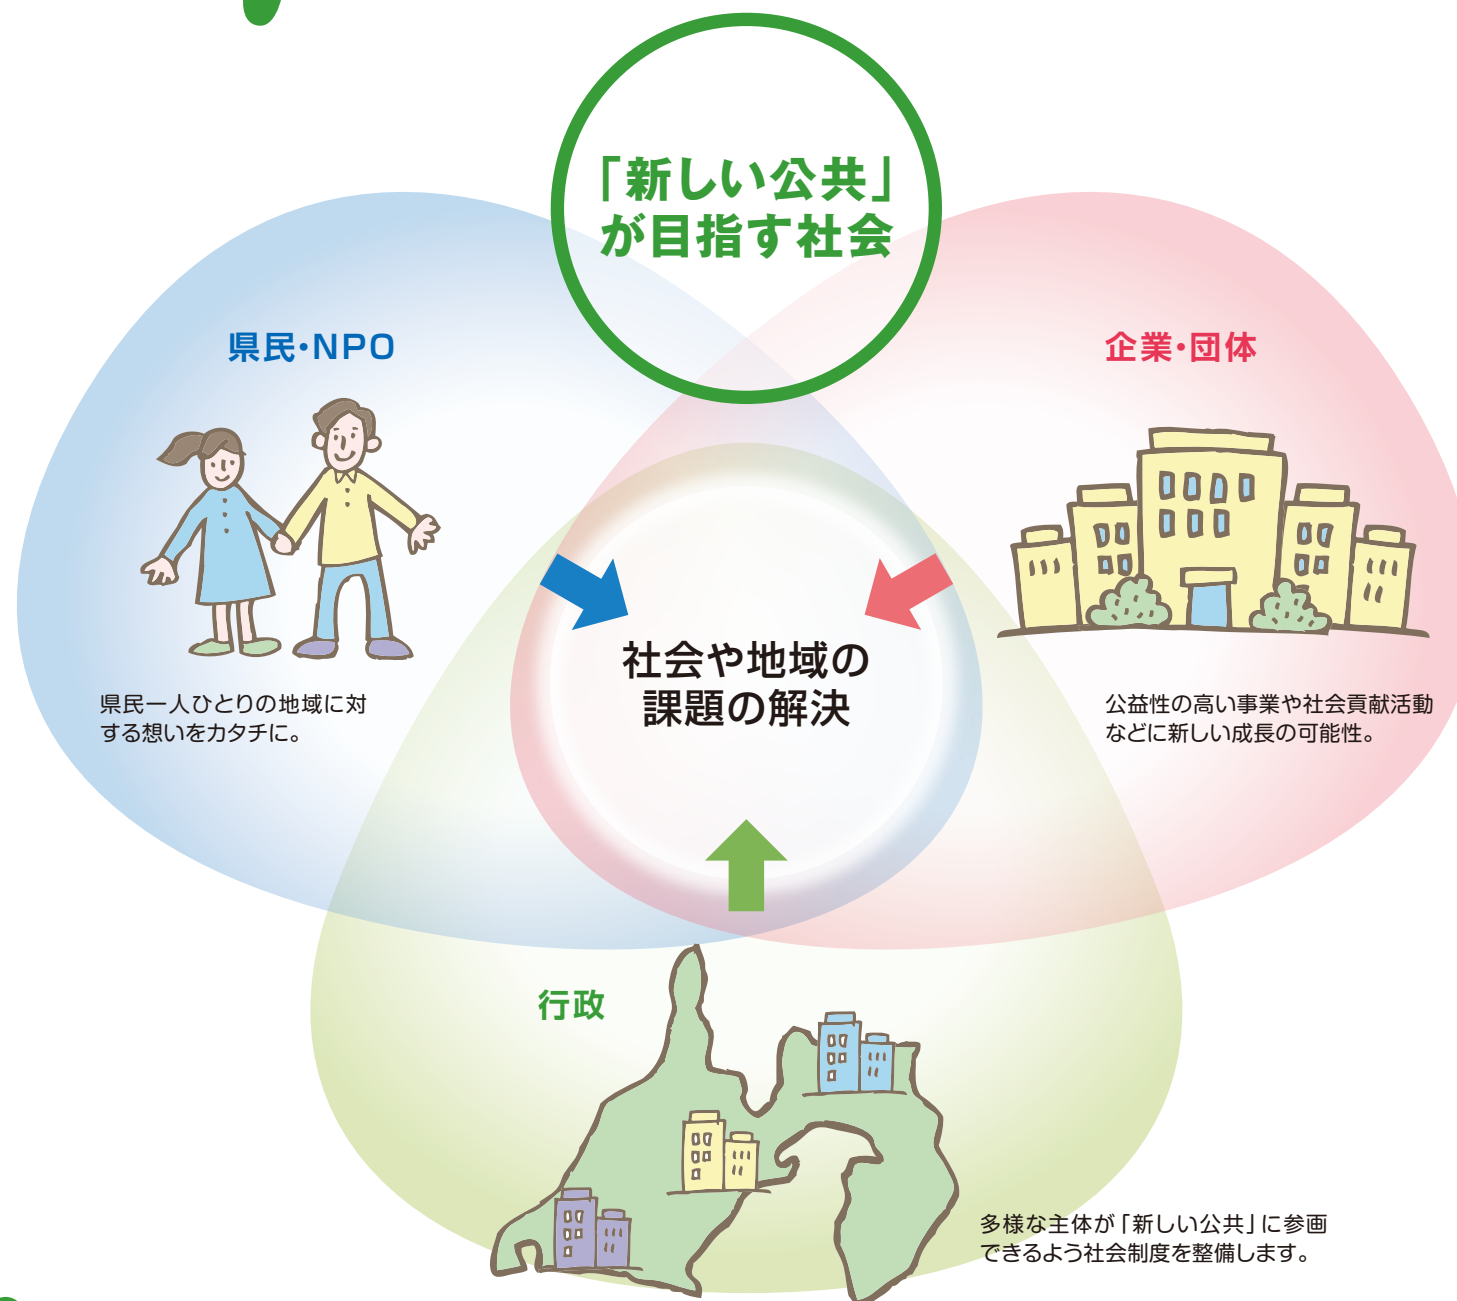 「新しい公共」
が目指す社会
県民・NPO
企業・団体
社会や地域の
課題の解決
県民一人ひとりの地域に対
する想いをカタチに。
公益性の高い事業や社会貢献活動
などに新しい成長の可能性。
行政
多様な主体が「新しい公共」に参画
できるよう社会制度を整備します。